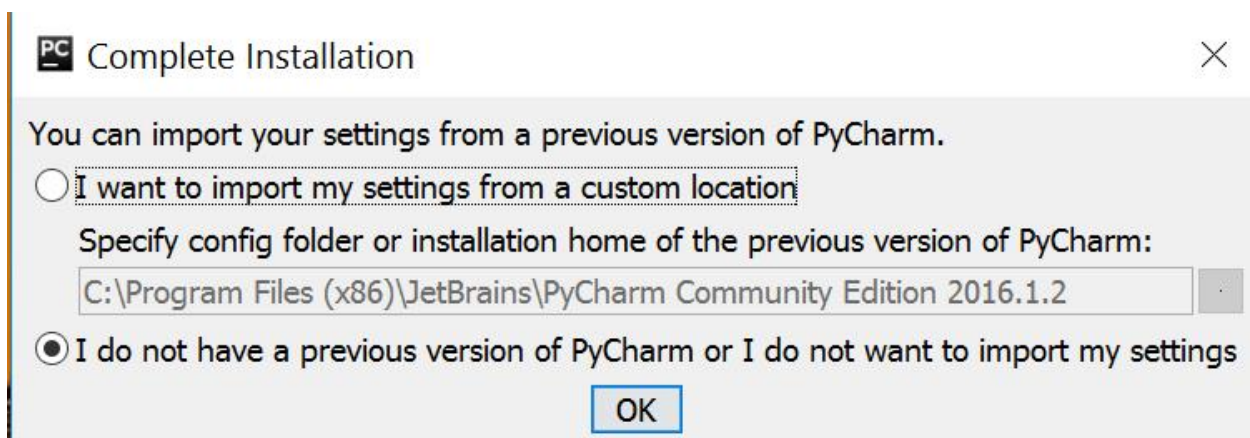 PC Complete Installation
You can import your settings from a previous version of PyCharm.
I want to import my settings from a custom location
Specify config folder or installation home of the previous version of PyCharm:
C:\Program Files (x86)\JetBrains\PyCharm Community Edition 2016.1.2
I do not have a previous version of PyCharm or I do not want to import my settings
OK